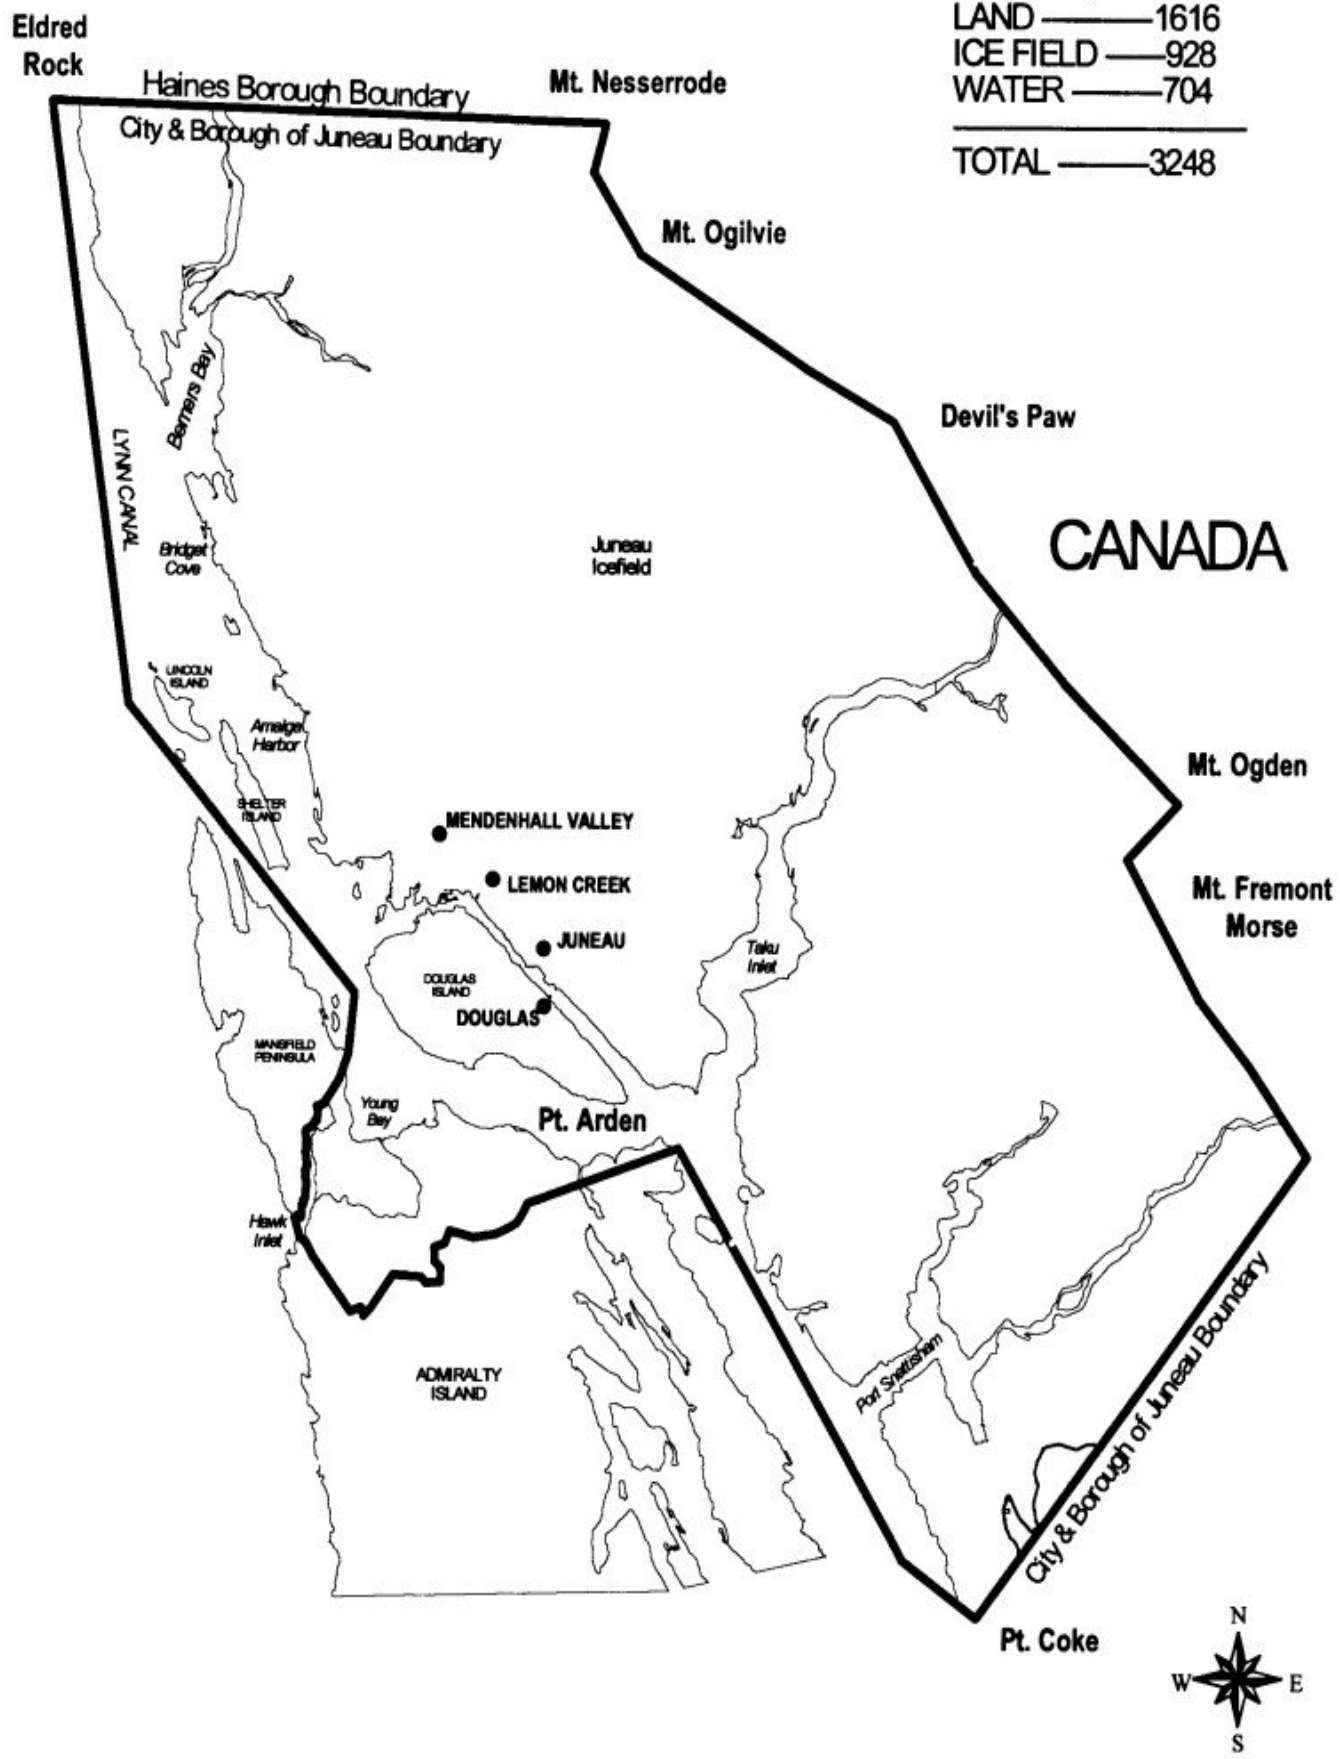 LAND 1616
ICE FIELD 928
WATER 704
TOTAL 3248
Eldred
Rock
Haines Borough Boundary
City & Borough of Juneau Boundary
Mt. Nesserrode
Mt. Ogilvie
Devil's Paw
CANADA
Berners Bay
LYNN CANAL
Bridget
Cove
Juneau
Icefield
LINCOLN
ISLAND
Amalga
Harbor
SHELTER
ISLAND
Mt. Ogden
MENDENHALL VALLEY
LEMON CREEK
JUNEAU
Mt. Fremont
Morse
Taku
Inlet
DOUGLAS
ISLAND
DOUGLAS
MANSFIELD
PENINSULA
Young
Bay
Pt. Arden
Hawk
Inlet
ADMIRALTY
ISLAND
Port Snettisham
City & Borough of Juneau Boundary
Pt. Coke
N
W E
S